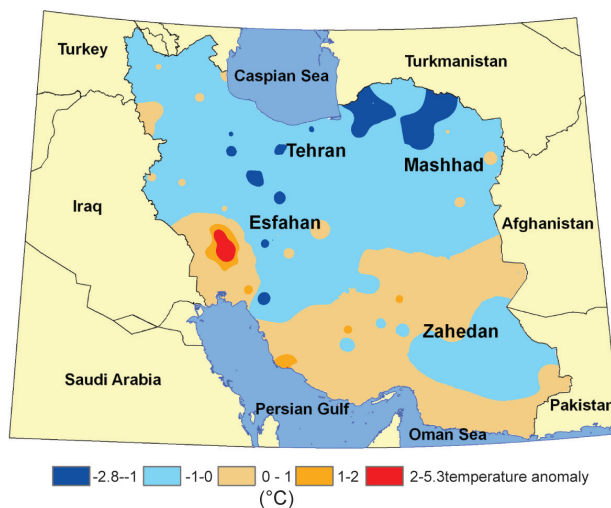 Turkey
Caspian Sea
Turkmanistan
Tehran
Mashhad
Iraq
Esfahan
Afghanistan
Zahedan
Saudi Arabia
Persian Gulf
Pakistan
Oman Sea
-2.8--1 -1-0 0 - 1 1-2 2-5.3temperature anomaly
(°C)